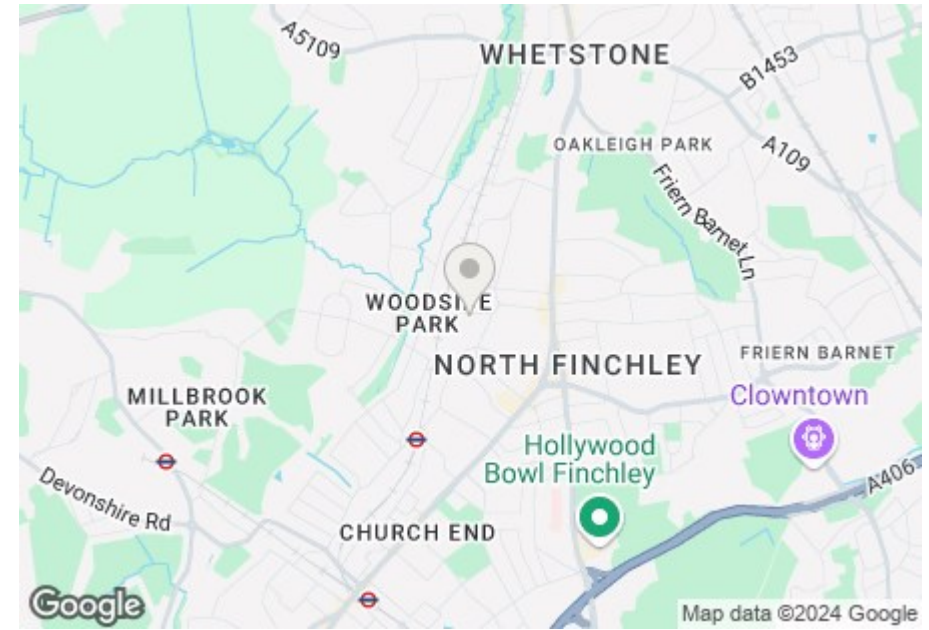 A5109
WHETSTONE
B1453
OAKLEIGH PARK
A109
Friern Barnet Ln
WOODSIDE
PARK
NORTH FINCHLEY
FRIERN BARNET
MILLBROOK
PARK
Clowntown
Hollywood
Bowl Finchley
A406
Devonshire Rd
CHURCH END
Google
Map data ©2024 Google